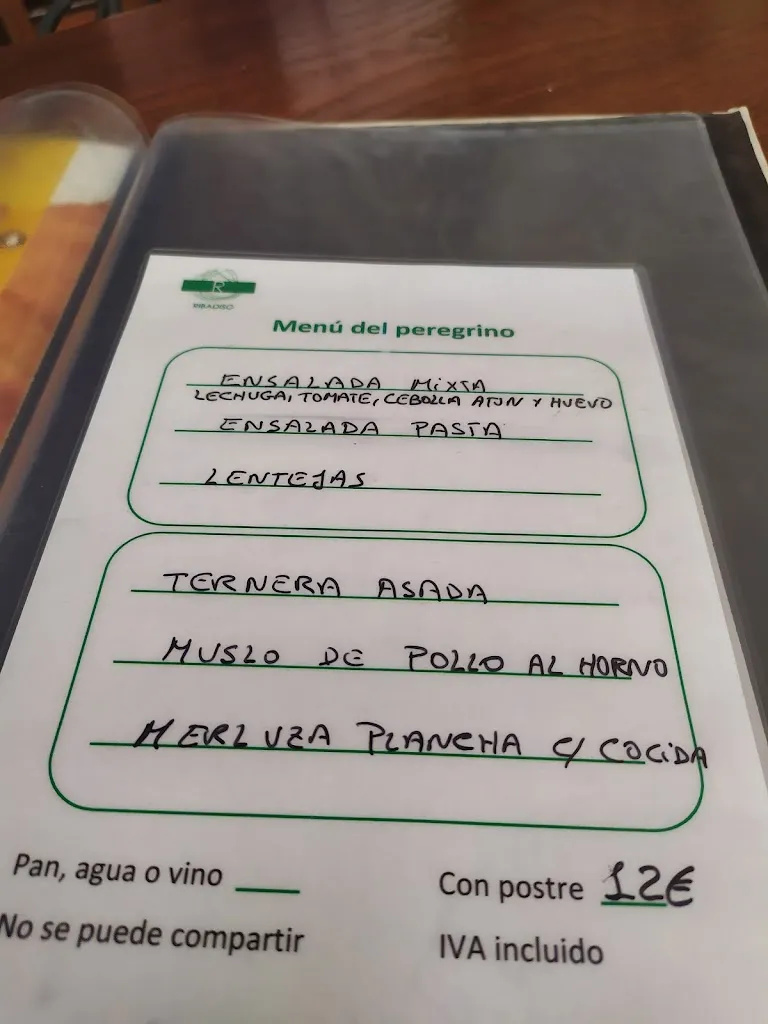 R
RIBADISO
Menú del peregrino
ENSALADA MiXTA
LECHUGA, TOMATE, CEBOLLA ATUN Y HUEVO
ENSALADA PASTA
LENTEJAS
TERNERA ASADA
MUSLO DE POLLO AL HORNO
MERLUZA PLANCHA C/ COCiDA
Pan, agua o vino
Con postre 12€
No se puede compartir
IVA incluido